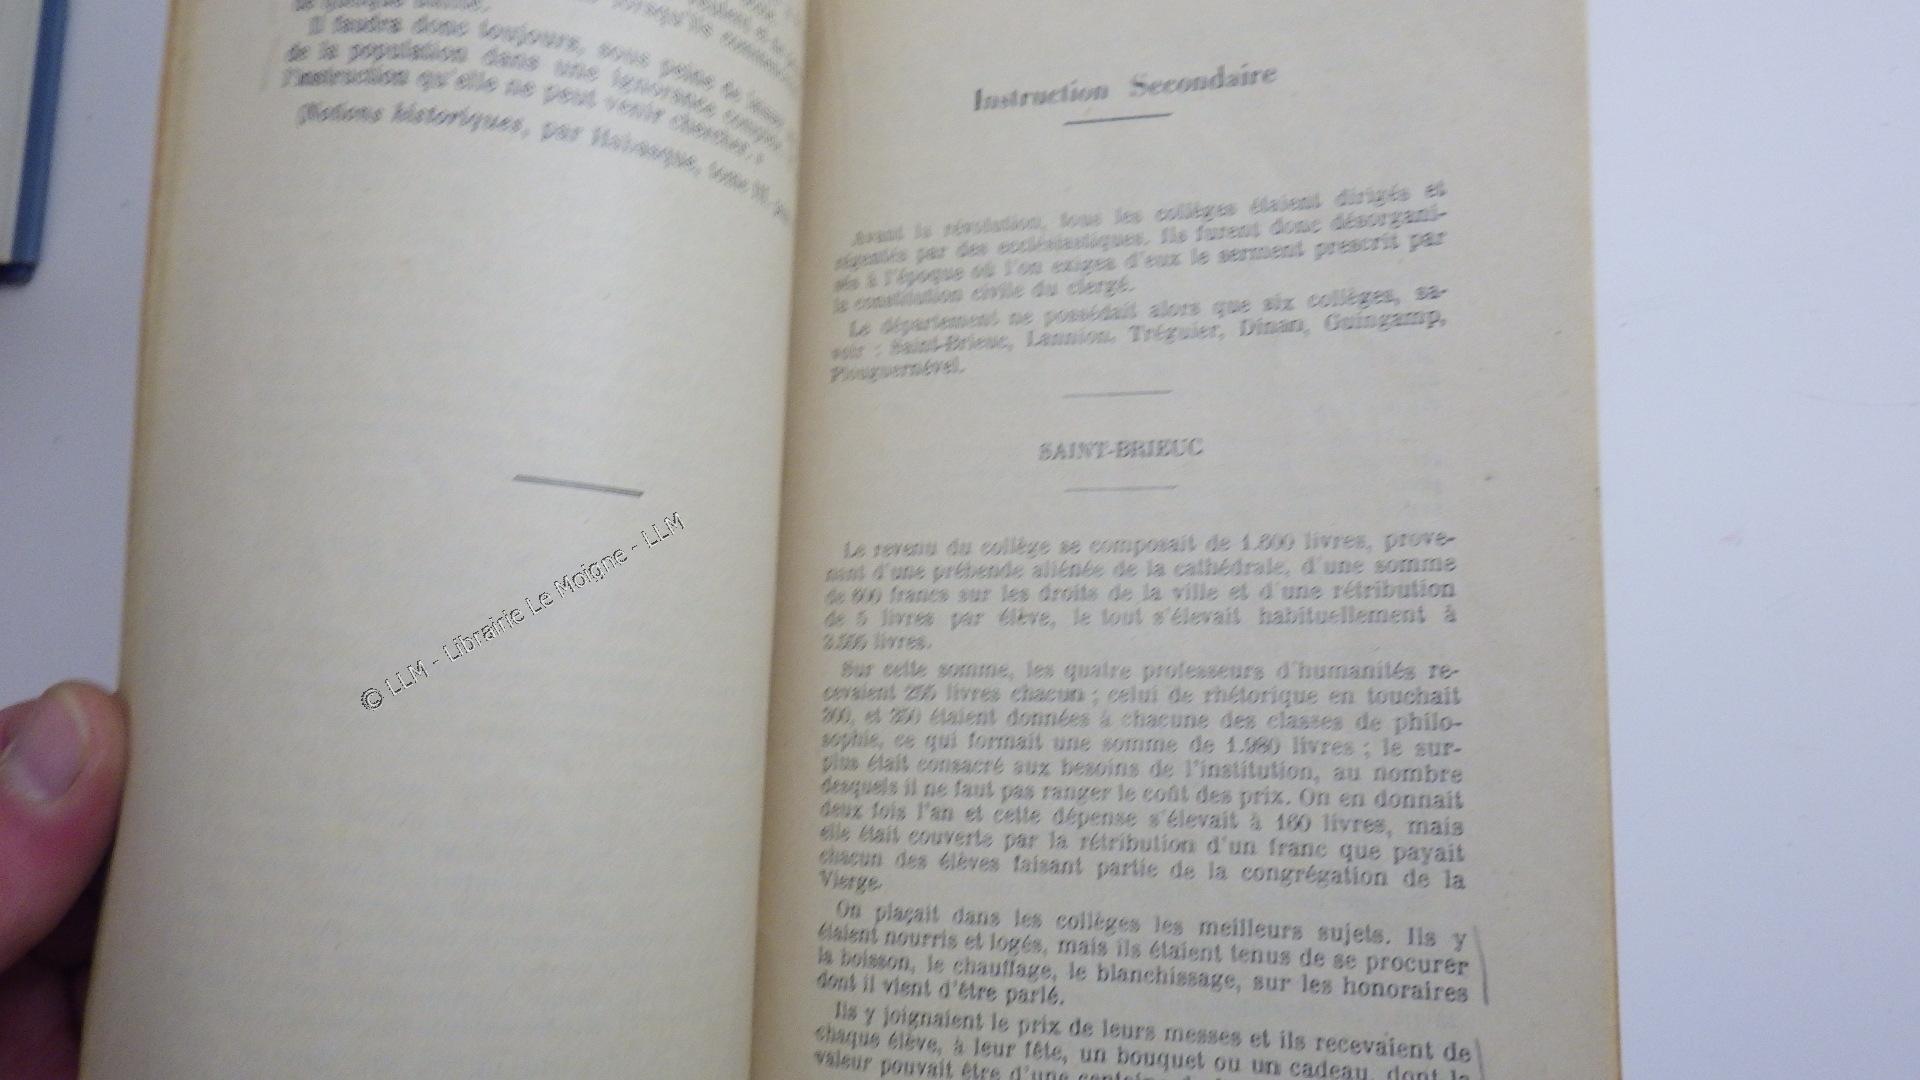 Il faudra donc toujours, sous peine de
de la population dans une ignorance
l'instruction qu'elle ne peut venir chercher.
(Notions historiques, par Habasque, tome III,
© LLM - Librairie Le Moigne - LLM
Instruction Secondaire
Avant la révolution, tous les collèges étaient dirigés et
régentés par des ecclésiastiques. Ils furent donc désorgani-
sés à l'époque où l'on exigea d'eux le serment prescrit par
la constitution civile du clergé.
Le département ne possédait alors que six collèges, sa-
voir : Saint-Brieuc, Lannion, Tréguier, Dinan, Guingamp,
Plouguernével.
SAINT-BRIEUC
Le revenu du collège se composait de 1.800 livres, prove-
nant d'une prébende aliénée de la cathédrale, d'une somme
de 600 francs sur les droits de la ville et d'une rétribution
de 5 livres par élève, le tout s'élevait habituellement à
livres.
Sur cette somme, les quatre professeurs d'humanités re-
cevaient livres chacun ; celui de rhétorique en touchait
300, et 350 étaient données à chacune des classes de philo-
sophie, ce qui formait une somme de 1.980 livres ; le sur-
plus était consacré aux besoins de l'institution, au nombre
desquels il ne faut pas ranger le coût des prix. On en donnait
deux fois l'an et cette dépense s'élevait à 160 livres, mais
elle était couverte par la rétribution d'un franc que payait
chacun des élèves faisant partie de la congrégation de la
Vierge.
On plaçait dans les collèges les meilleurs sujets. Ils y
étaient nourris et logés, mais ils étaient tenus de se procurer
la boisson, le chauffage, le blanchissage, sur les honoraires
dont il vient d'être parlé.
Ils y joignaient le prix de leurs messes et ils recevaient de
chaque élève, à leur fête, un bouquet ou un cadeau, dont la
valeur pouvait être d'une